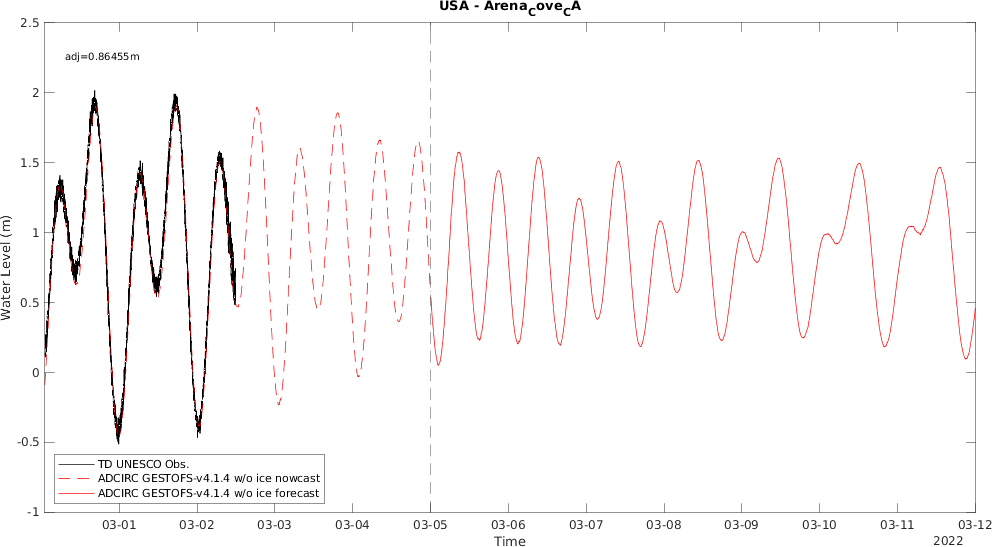 USA - ArenaCoveCA
adj=0.86455m
2.5
2
1.5
1
0.5
0
-0.5
-1
Water Level (m)
TD UNESCO Obs.
ADCIRC GESTOFS-v4.1.4 w/o ice nowcast
ADCIRC GESTOFS-v4.1.4 w/o ice forecast
03-01 03-02 03-03 03-04 03-05 03-06 03-07 03-08 03-09 03-10 03-11 03-12
Time
2022